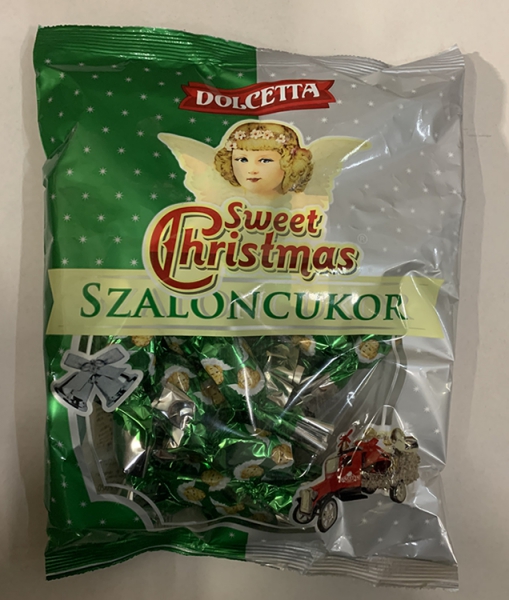 DOLCETTA
Sweet
Christmas
SZALONCUKOR